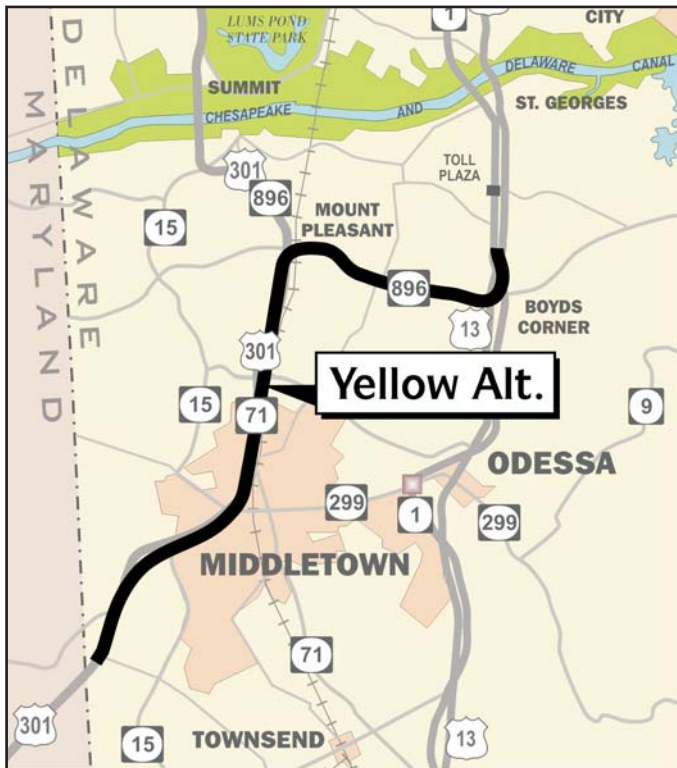 LUMS POND
STATE PARK
1
CITY
DELAWARE
MARYLAND
SUMMIT
CHESAPEAKE
AND
DELAWARE
CANAL
ST. GEORGES
301
896
TOLL
PLAZA
15
MOUNT
PLEASANT
896
13
BOYDS
CORNER
301
Yellow Alt.
15
71
9
ODESSA
299
1
299
MIDDLETOWN
71
301
15
TOWNSEND
13